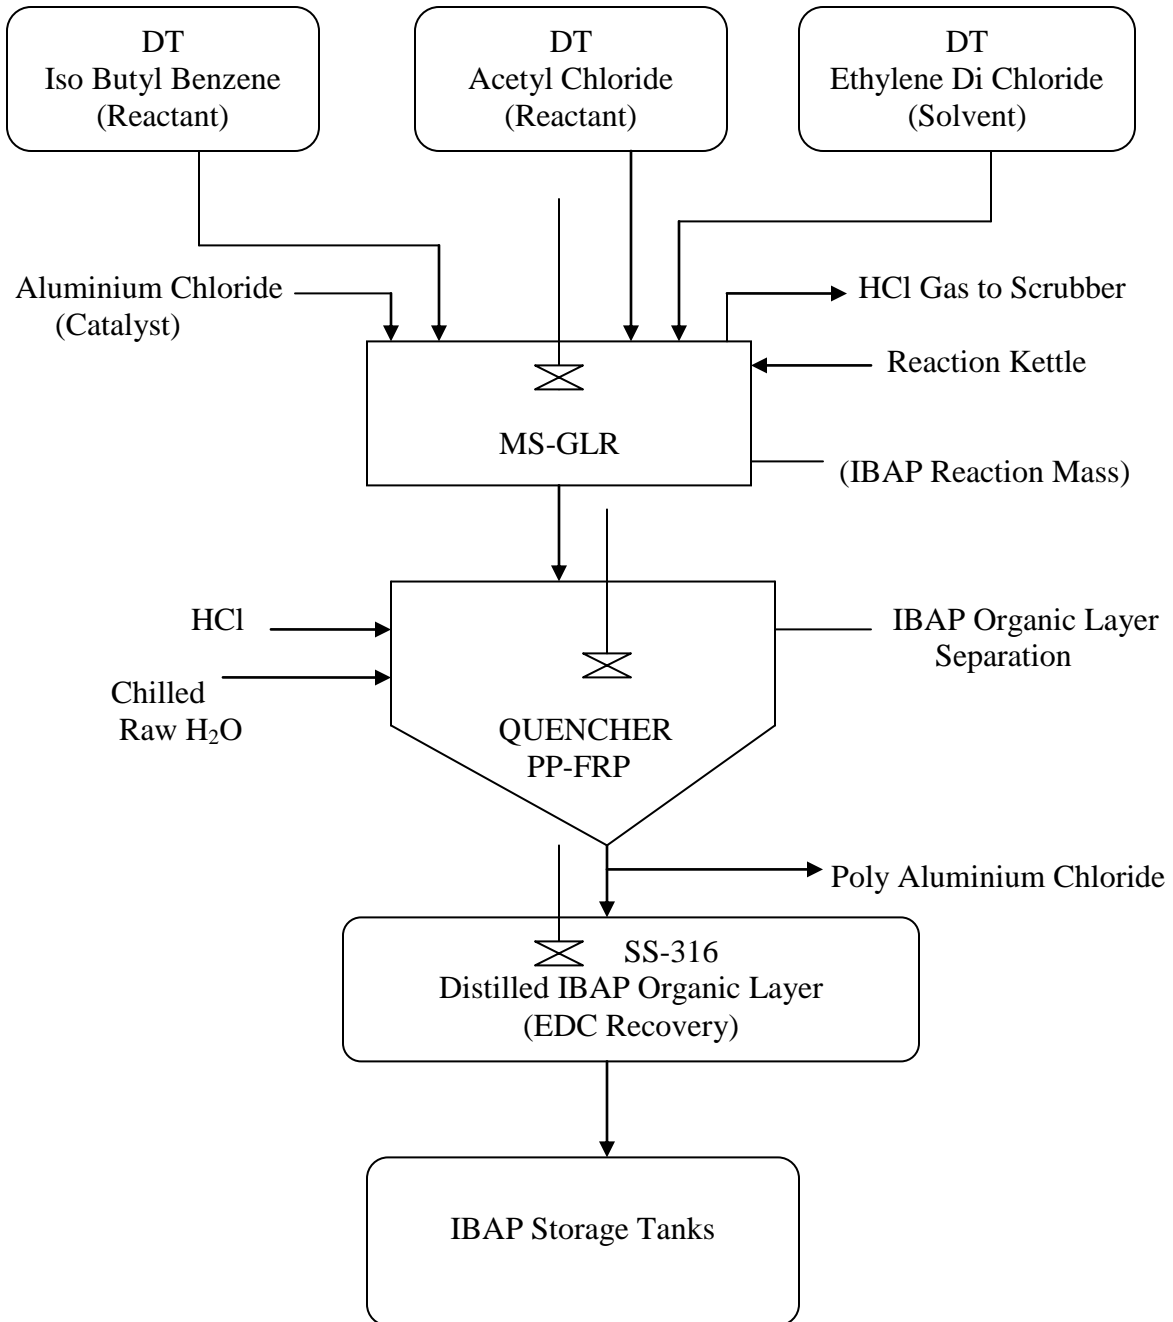 DT
Iso Butyl Benzene
(Reactant)
DT
Acetyl Chloride
(Reactant)
DT
Ethylene Di Chloride
(Solvent)
Aluminium Chloride
(Catalyst)
HCl Gas to Scrubber
Reaction Kettle
MS-GLR
(IBAP Reaction Mass)
HCl
IBAP Organic Layer
Separation
Chilled
Raw H₂O
QUENCHER
PP-FRP
Poly Aluminium Chloride
SS-316
Distilled IBAP Organic Layer
(EDC Recovery)
IBAP Storage Tanks